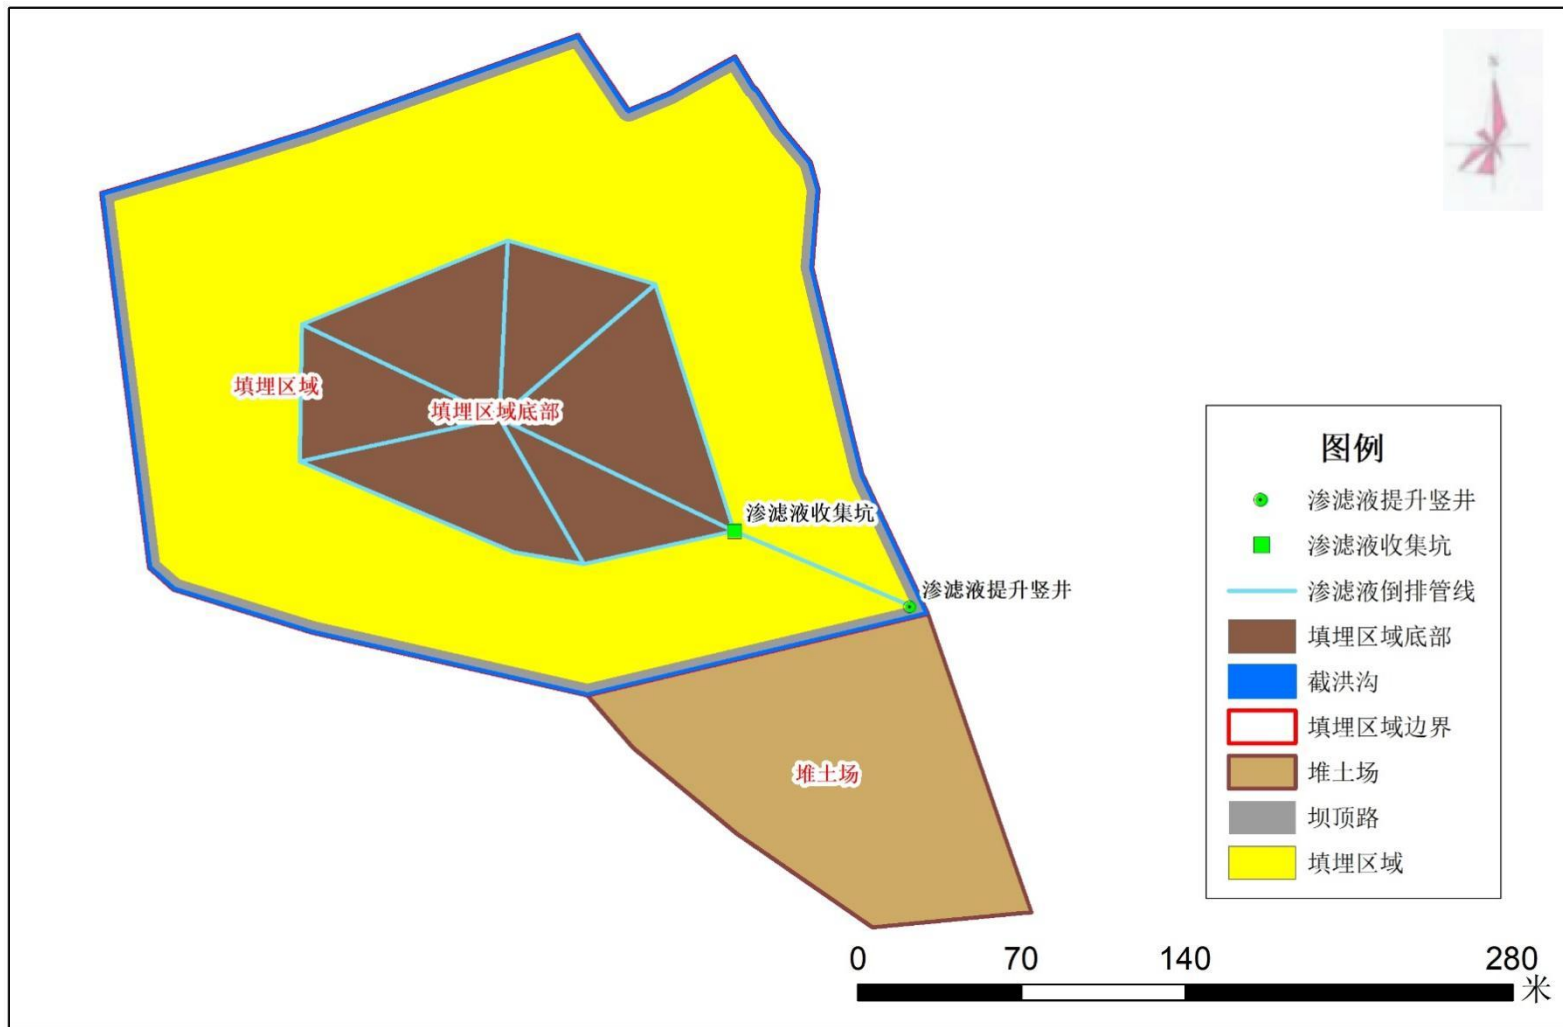 填埋区域
填埋区域底部
渗滤液收集坑
渗滤液提升竖井
堆土场
图例
渗滤液提升竖井
渗滤液收集坑
渗滤液倒排管线
填埋区域底部
截洪沟
填埋区域边界
堆土场
坝顶路
填埋区域
0 70 140 280
米